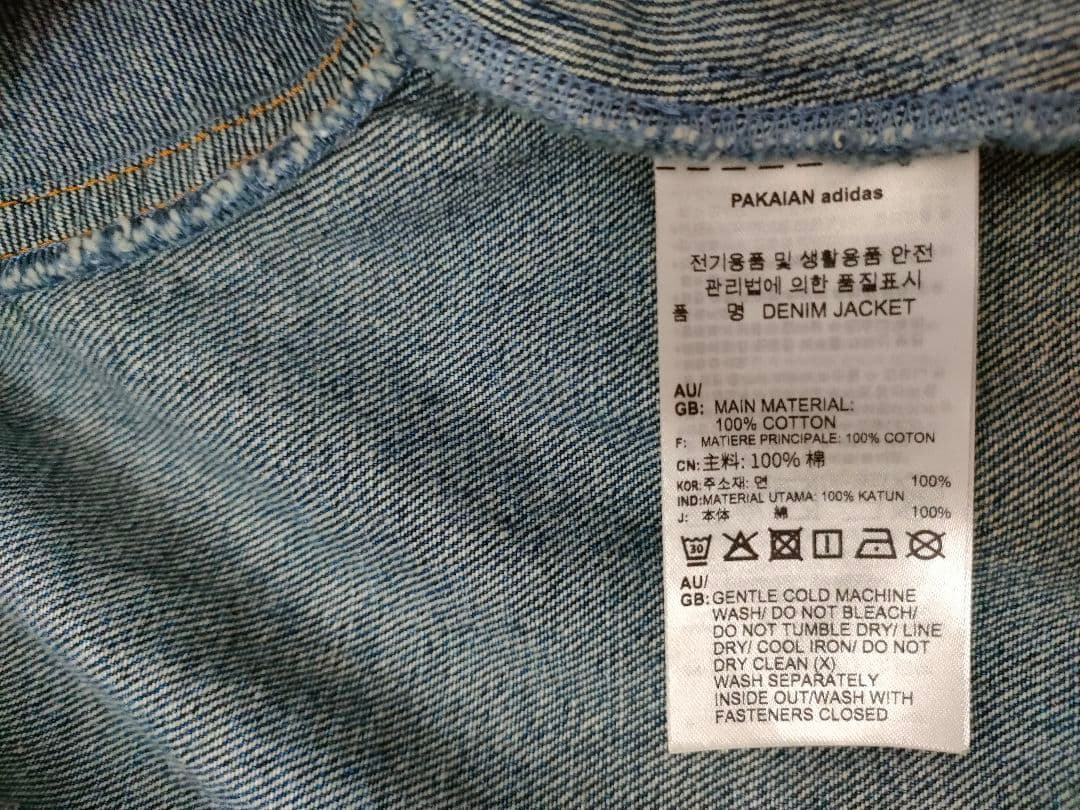 PAKAIAN adidas
전기용품 및 생활용품 안전
관리법에 의한 품질표시
품 명 DENIM JACKET
AU/
GB: MAIN MATERIAL:
100% COTTON
F: MATIERE PRINCIPALE: 100% COTON
CN: 主料: 100% 棉
KOR: 주소재: 면 100%
IND: MATERIAL UTAMA: 100% KATUN
J: 本体 綿 100%
30
AU/
GB: GENTLE COLD MACHINE
WASH/ DO NOT BLEACH/
DO NOT TUMBLE DRY/ LINE
DRY/ COOL IRON/ DO NOT
DRY CLEAN (X)
WASH SEPARATELY
INSIDE OUT/WASH WITH
FASTENERS CLOSED